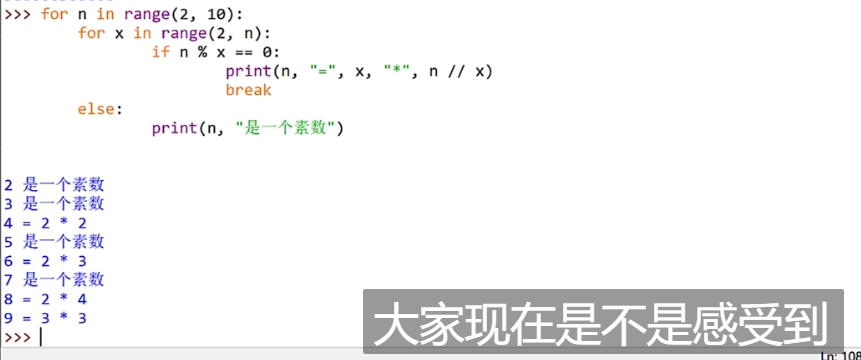 >>> for n in range(2, 10):
        for x in range(2, n):
                if n % x == 0:
                        print(n, "=", x, "*", n // x)
                        break
        else:
                print(n, "是一个素数")
2 是一个素数
3 是一个素数
4 = 2 * 2
5 是一个素数
6 = 2 * 3
7 是一个素数
8 = 2 * 4
9 = 3 * 3
>>>
大家现在是不是感受到
Ln: 108